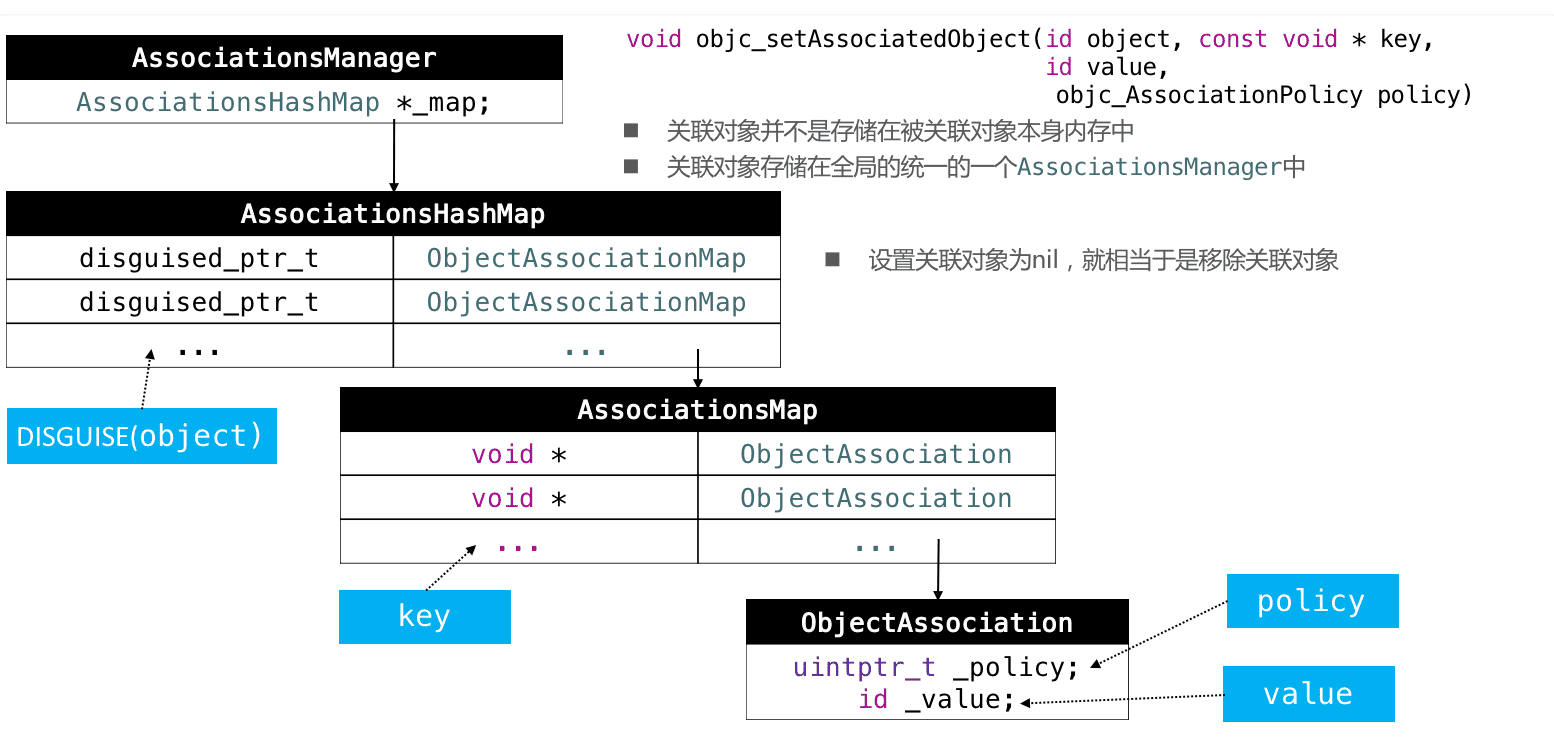 AssociationsManager
AssociationsHashMap *_map;
void objc_setAssociatedObject(id object, const void * key,
id value,
objc_AssociationPolicy policy)
■ 关联对象并不是存储在被关联对象本身内存中
■ 关联对象存储在全局的统一的一个AssociationsManager中
AssociationsHashMap
disguised_ptr_t ObjectAssociationMap
disguised_ptr_t ObjectAssociationMap
... ...
■ 设置关联对象为nil，就相当于是移除关联对象
DISGUISE(object)
AssociationsMap
void * ObjectAssociation
void * ObjectAssociation
... ...
key
ObjectAssociation
uintptr_t _policy;
id _value;
policy
value